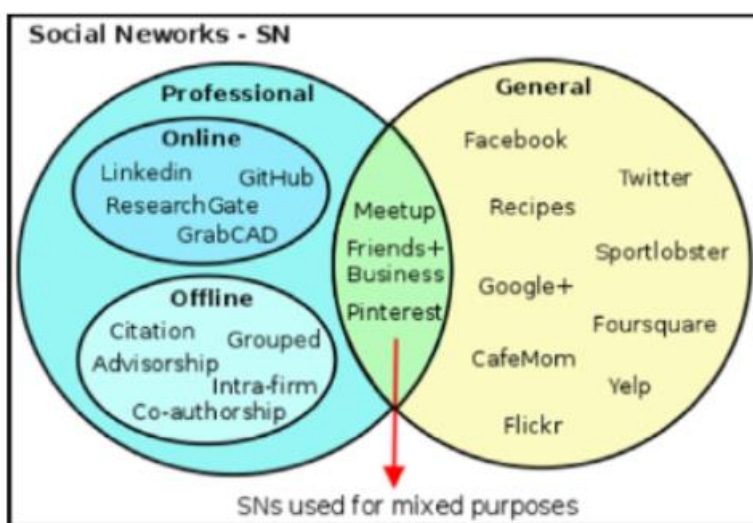 Social Neworks - SN
Professional
Online
Linkedin
GitHub
ResearchGate
GrabCAD
Offline
Citation
Grouped
Advisorship
Intra-firm
Co-authorship
Meetup
Friends+
Business
Pinterest
General
Facebook
Twitter
Recipes
Sportlobster
Google+
Foursquare
CafeMom
Yelp
Flickr
SNs used for mixed purposes